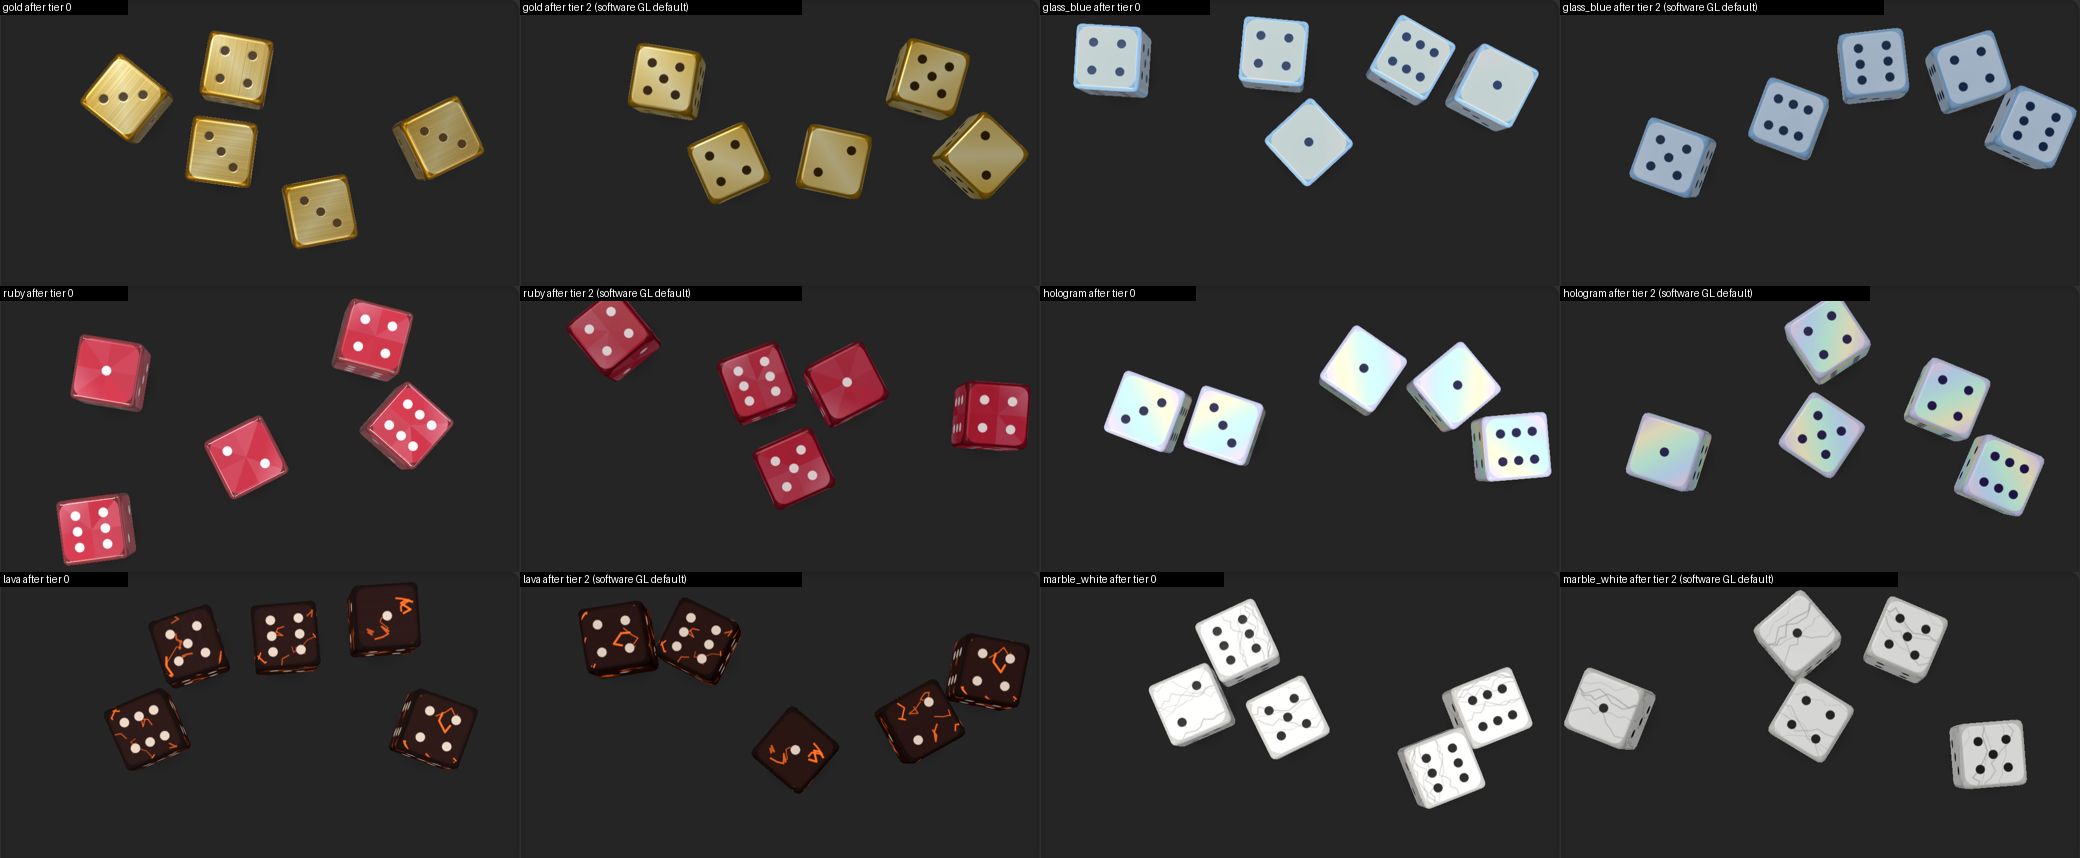 gold after tier 0
gold after tier 2 (software GL default)
glass_blue after tier 0
glass_blue after tier 2 (software GL default)
ruby after tier 0
ruby after tier 2 (software GL default)
hologram after tier 0
hologram after tier 2 (software GL default)
lava after tier 0
lava after tier 2 (software GL default)
marble_white after tier 0
marble_white after tier 2 (software GL default)